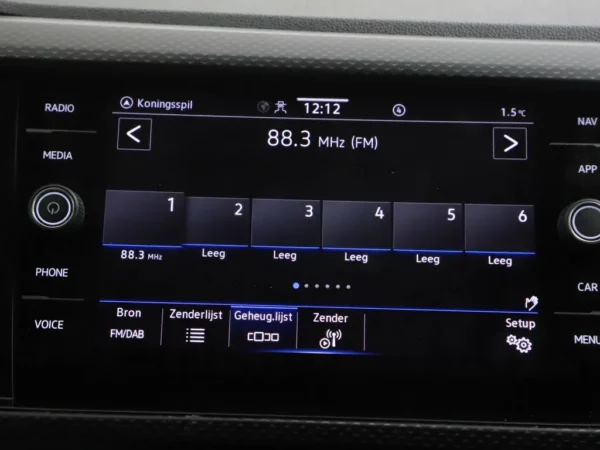 RADIO
MEDIA
PHONE
VOICE
Koningsspil
12:12
4
1.5°C
< 88.3 MHz (FM) >
1 2 3 4 5 6
88.3 MHz Leeg Leeg Leeg Leeg Leeg
Bron Zenderlijst Geheug.lijst Zender Setup
FM/DAB
NAV
APP
CAR
MENU